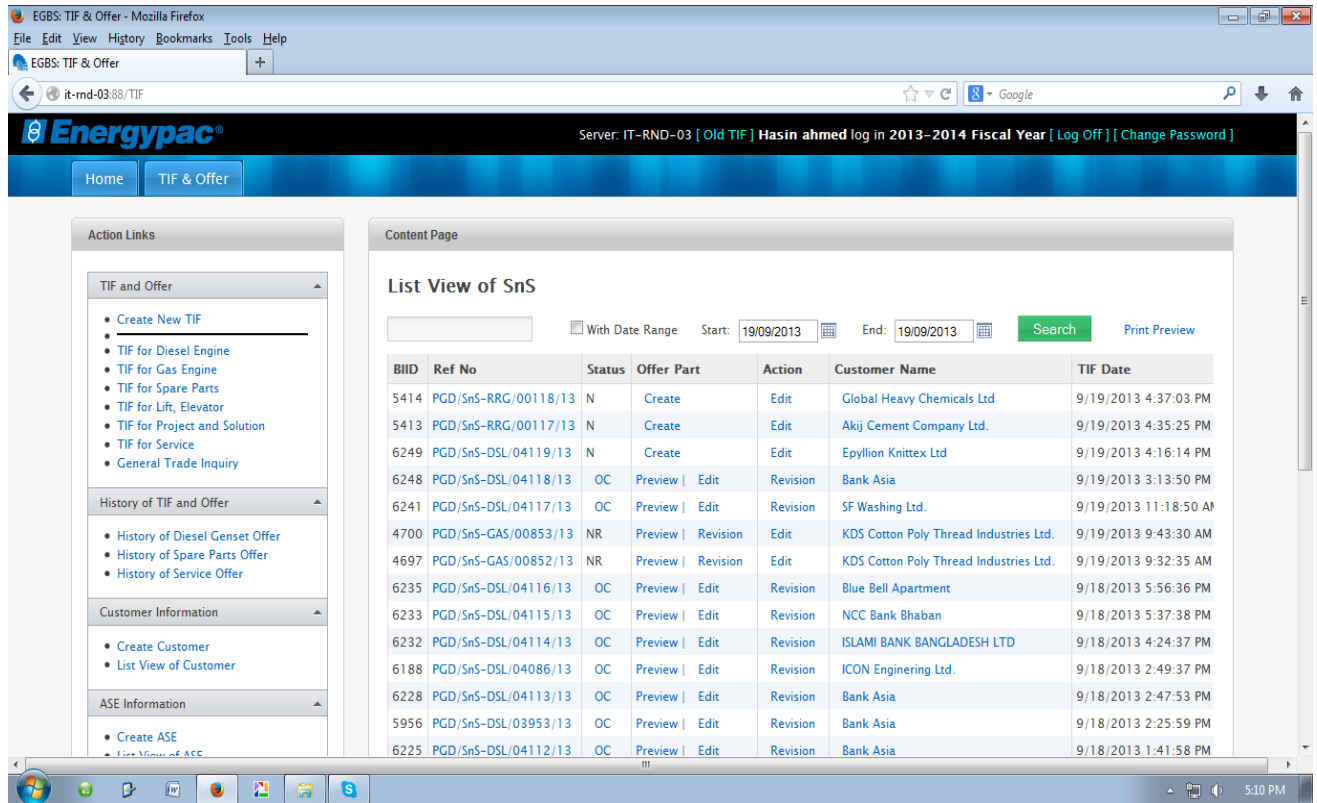 EGBS: TIF & Offer - Mozilla Firefox
File Edit View History Bookmarks Tools Help
EGBS: TIF & Offer +
it-rnd-03:88/TIF Google
Energypac® Server: IT-RND-03 [ Old TIF ] Hasin ahmed log in 2013-2014 Fiscal Year [ Log Off ] [ Change Password ]
Home TIF & Offer
Action Links
TIF and Offer
Create New TIF
TIF for Diesel Engine
TIF for Gas Engine
TIF for Spare Parts
TIF for Lift, Elevator
TIF for Project and Solution
TIF for Service
General Trade Inquiry
History of TIF and Offer
History of Diesel Genset Offer
History of Spare Parts Offer
History of Service Offer
Customer Information
Create Customer
List View of Customer
ASE Information
Create ASE
List View of ASE
Content Page
List View of SnS
With Date Range Start: 19/09/2013 End: 19/09/2013 Search Print Preview
BIID Ref No Status Offer Part Action Customer Name TIF Date
5414 PGD/SnS-RRG/00118/13 N Create Edit Global Heavy Chemicals Ltd 9/19/2013 4:37:03 PM
5413 PGD/SnS-RRG/00117/13 N Create Edit Akij Cement Company Ltd. 9/19/2013 4:35:25 PM
6249 PGD/SnS-DSL/04119/13 N Create Edit Epyllion Knittex Ltd 9/19/2013 4:16:14 PM
6248 PGD/SnS-DSL/04118/13 OC Preview | Edit Revision Bank Asia 9/19/2013 3:13:50 PM
6241 PGD/SnS-DSL/04117/13 OC Preview | Edit Revision SF Washing Ltd. 9/19/2013 11:18:50 AM
4700 PGD/SnS-GAS/00853/13 NR Preview | Revision Edit KDS Cotton Poly Thread Industries Ltd. 9/19/2013 9:43:30 AM
4697 PGD/SnS-GAS/00852/13 NR Preview | Revision Edit KDS Cotton Poly Thread Industries Ltd. 9/19/2013 9:32:35 AM
6235 PGD/SnS-DSL/04116/13 OC Preview | Edit Revision Blue Bell Apartment 9/18/2013 5:56:36 PM
6233 PGD/SnS-DSL/04115/13 OC Preview | Edit Revision NCC Bank Bhaban 9/18/2013 5:37:38 PM
6232 PGD/SnS-DSL/04114/13 OC Preview | Edit Revision ISLAMI BANK BANGLADESH LTD 9/18/2013 4:24:37 PM
6188 PGD/SnS-DSL/04086/13 OC Preview | Edit Revision ICON Enginering Ltd. 9/18/2013 2:49:37 PM
6228 PGD/SnS-DSL/04113/13 OC Preview | Edit Revision Bank Asia 9/18/2013 2:47:53 PM
5956 PGD/SnS-DSL/03953/13 OC Preview | Edit Revision Bank Asia 9/18/2013 2:25:59 PM
6225 PGD/SnS-DSL/04112/13 OC Preview | Edit Revision Bank Asia 9/18/2013 1:41:58 PM
5:10 PM